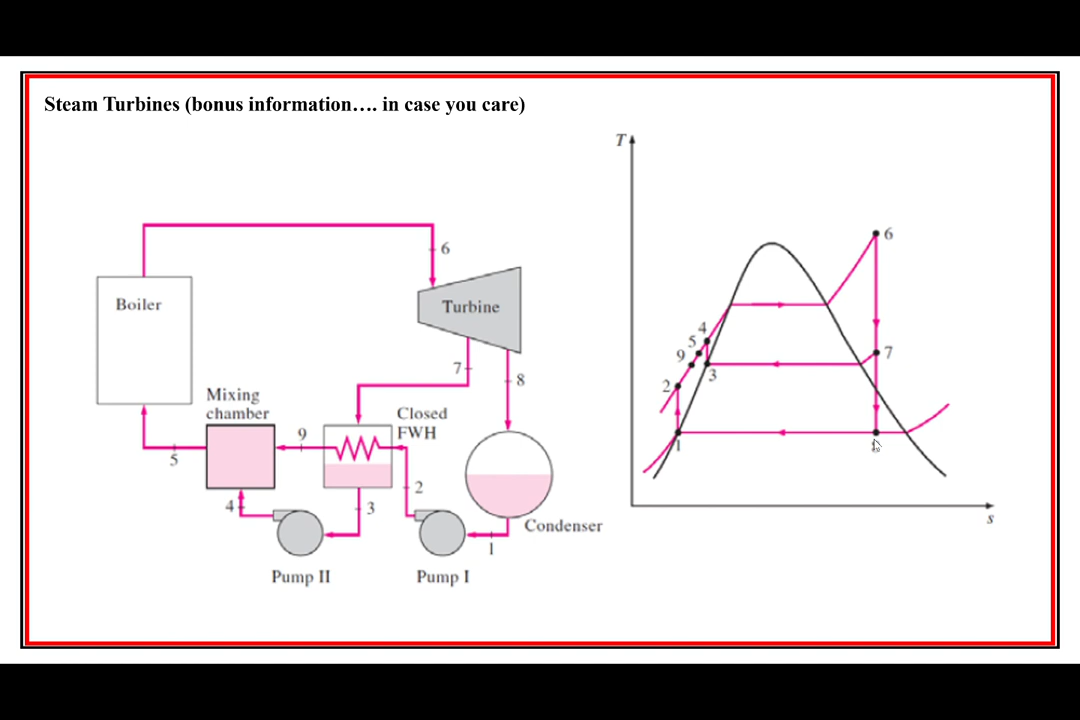 Steam Turbines (bonus information…. in case you care)
T
6
6
Boiler
Turbine
4
5
7
7
9
3
8
2
Mixing
chamber
Closed
FWH
9
1
5
2
4
3
s
Condenser
1
Pump II
Pump I